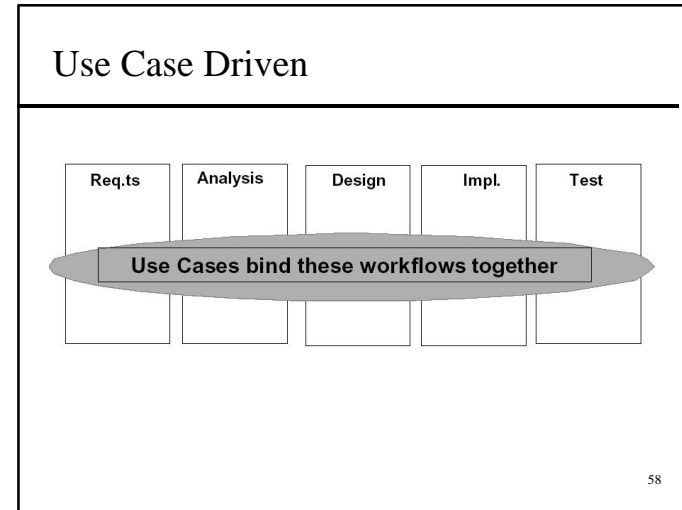 Use Case Driven
Req.ts Analysis Design Impl. Test
Use Cases bind these workflows together
58